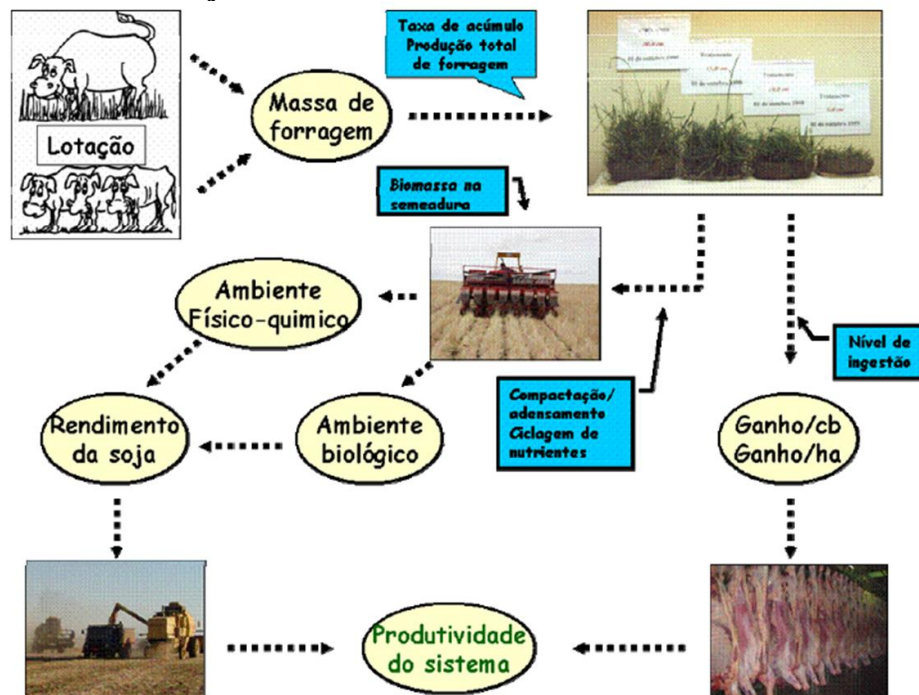 Taxa de acúmulo
Produção total
de forragem
Massa de
forragem
Lotação
Biomassa na
semeadura
Ambiente
Físico-quimico
Nível de
ingestão
Compactação/
adensamento
Ciclagem de
nutrientes
Rendimento
da soja
Ambiente
biológico
Ganho/cb
Ganho/ha
Produtividade
do sistema